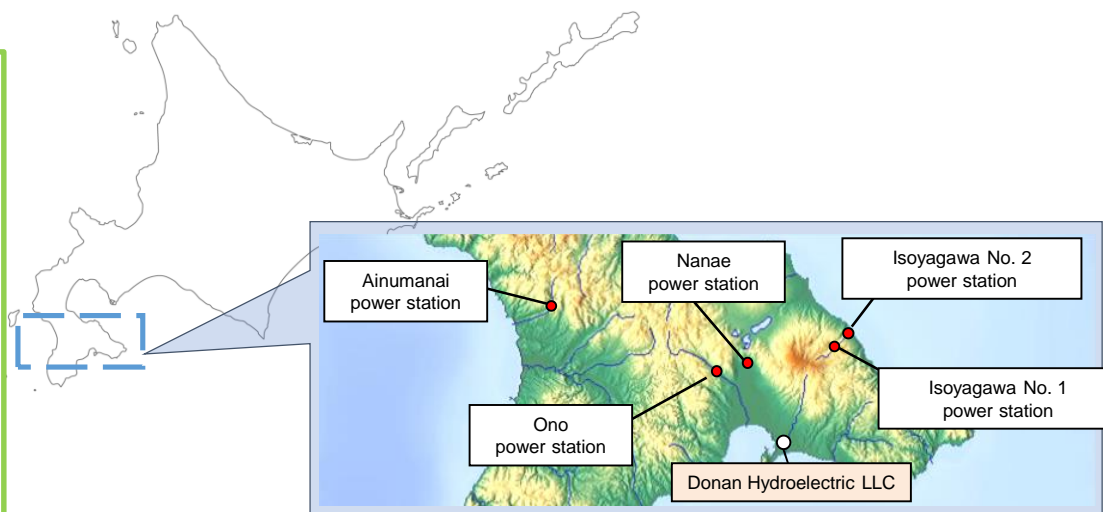 Ainumanai
power station
Nanae
power station
Isoyagawa No. 2
power station
Isoyagawa No. 1
power station
Ono
power station
Donan Hydroelectric LLC